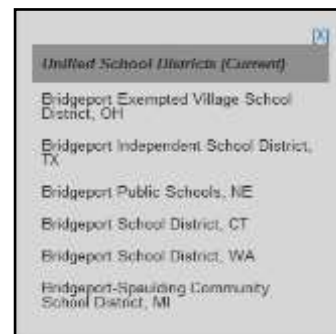 [X]
Unified School Districts (Current)
Bridgeport Exempted Village School
District, OH
Bridgeport Independent School District,
TX
Bridgeport Public Schools, NE
Bridgeport School District, CT
Bridgeport School District, WA
Bridgeport-Spaulding Community
School District, MI